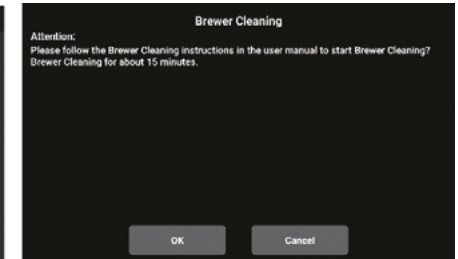 Brewer Cleaning
Attention:
Please follow the Brewer Cleaning instructions in the user manual to start Brewer Cleaning?
Brewer Cleaning for about 15 minutes.
OK
Cancel